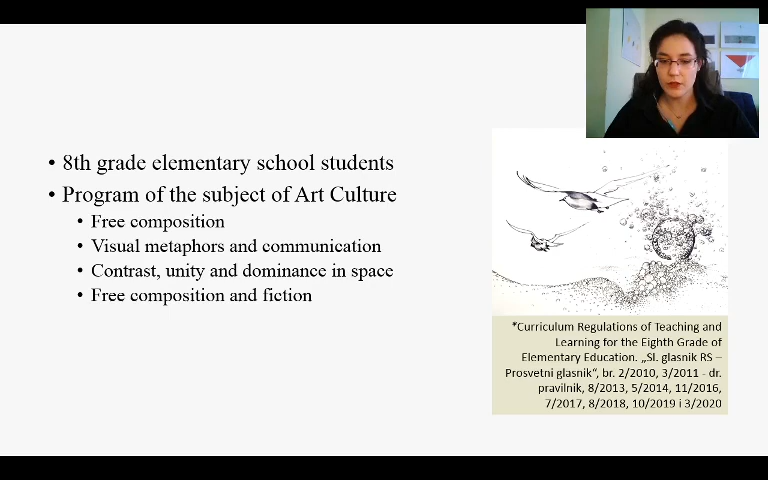 • 8th grade elementary school students
• Program of the subject of Art Culture
• Free composition
• Visual metaphors and communication
• Contrast, unity and dominance in space
• Free composition and fiction
*Curriculum Regulations of Teaching and
Learning for the Eighth Grade of
Elementary Education. „Sl. glasnik RS –
Prosvetni glasnik“, br. 2/2010, 3/2011 - dr.
pravilnik, 8/2013, 5/2014, 11/2016,
7/2017, 8/2018, 10/2019 i 3/2020